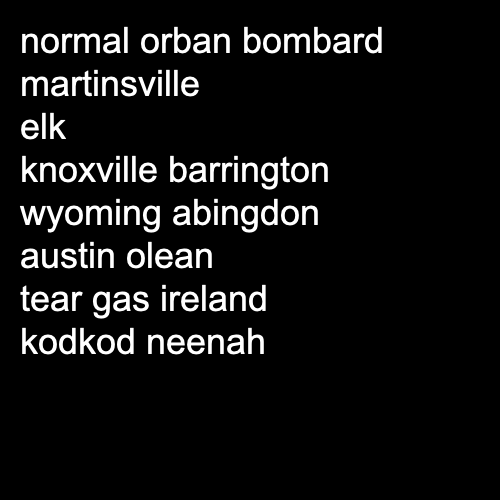 normal orban bombard
martinsville
elk
knoxville barrington
wyoming abingdon
austin olean
tear gas ireland
kodkod neenah